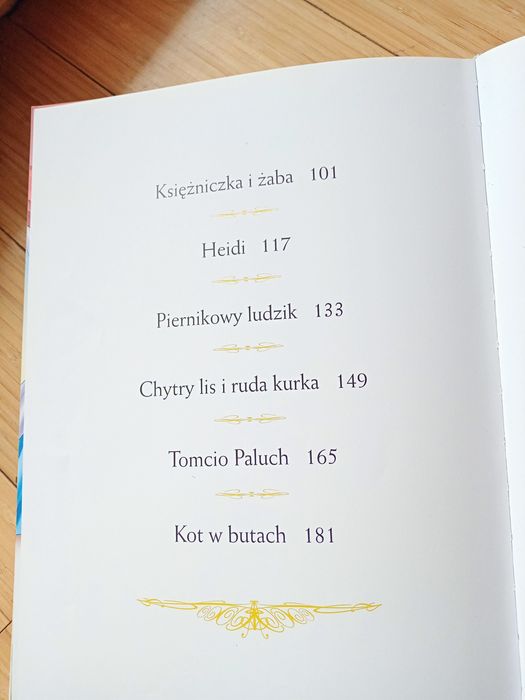 Księżniczka i żaba 101
Heidi 117
Piernikowy ludzik 133
Chytry lis i ruda kurka 149
Tomcio Paluch 165
Kot w butach 181